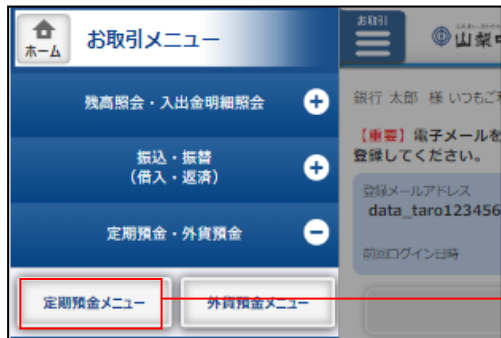 ホーム
お取引メニュー
残高照会・入出金明細照会
振込・振替
(借入・返済)
定期預金・外貨預金
定期預金メニュー
外貨預金メニュー
お取引
山梨
銀行 太郎 様 いつもご
【重要】電子メールを
登録してください。
登録メールアドレス
data_taro123456
前回ログイン日時